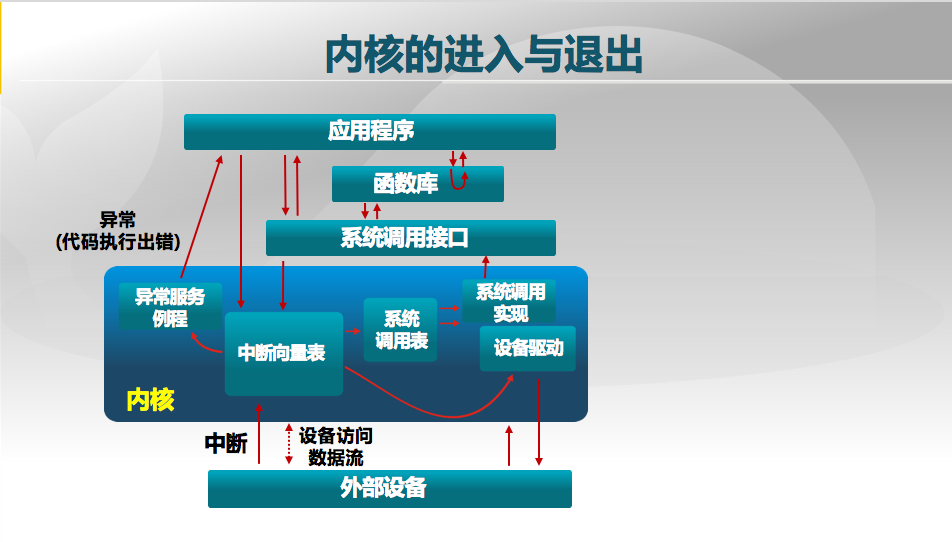 内核的进入与退出
应用程序
函数库
异常
(代码执行出错)
系统调用接口
异常服务
例程
中断向量表
系统
调用表
系统调用
实现
设备驱动
内核
中断
设备访问
数据流
外部设备